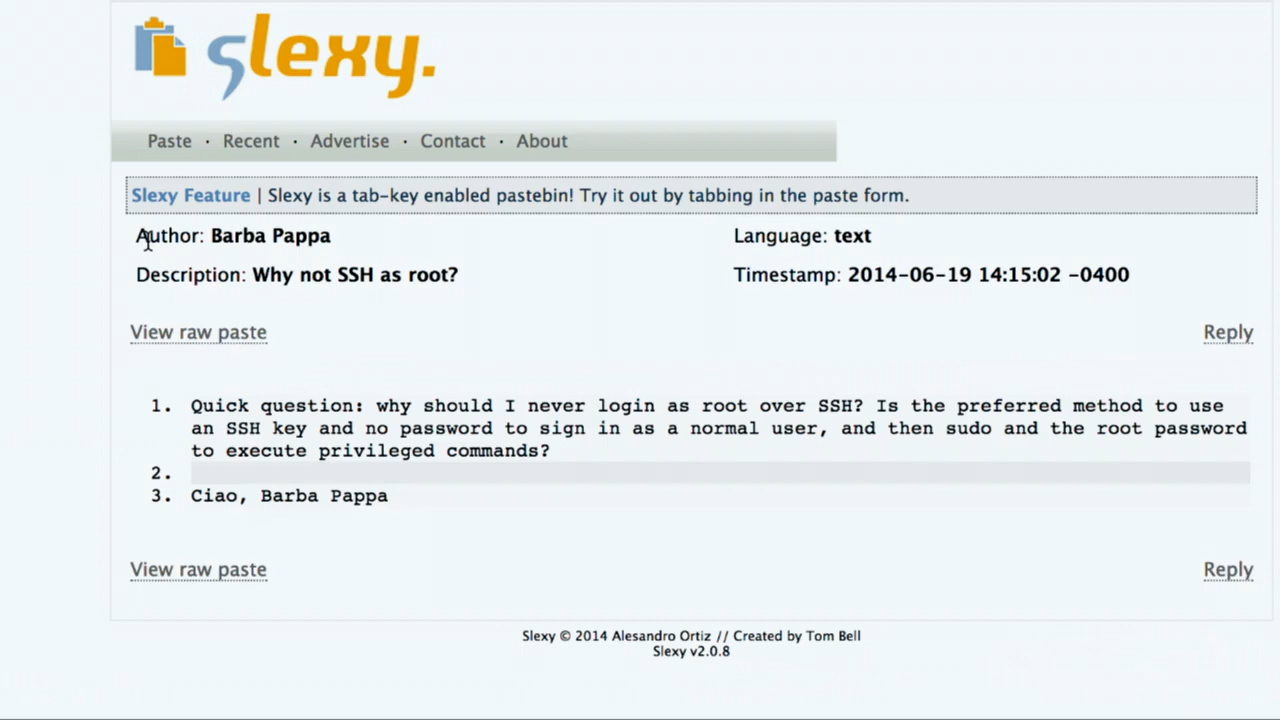 slexy.
Paste · Recent · Advertise · Contact · About
Slexy Feature | Slexy is a tab-key enabled pastebin! Try it out by tabbing in the paste form.
Author: Barba Pappa
Language: text
Description: Why not SSH as root?
Timestamp: 2014-06-19 14:15:02 -0400
View raw paste
Reply
1. Quick question: why should I never login as root over SSH? Is the preferred method to use
an SSH key and no password to sign in as a normal user, and then sudo and the root password
to execute privileged commands?
2.
3. Ciao, Barba Pappa
View raw paste
Reply
Slexy © 2014 Alesandro Ortiz // Created by Tom Bell
Slexy v2.0.8